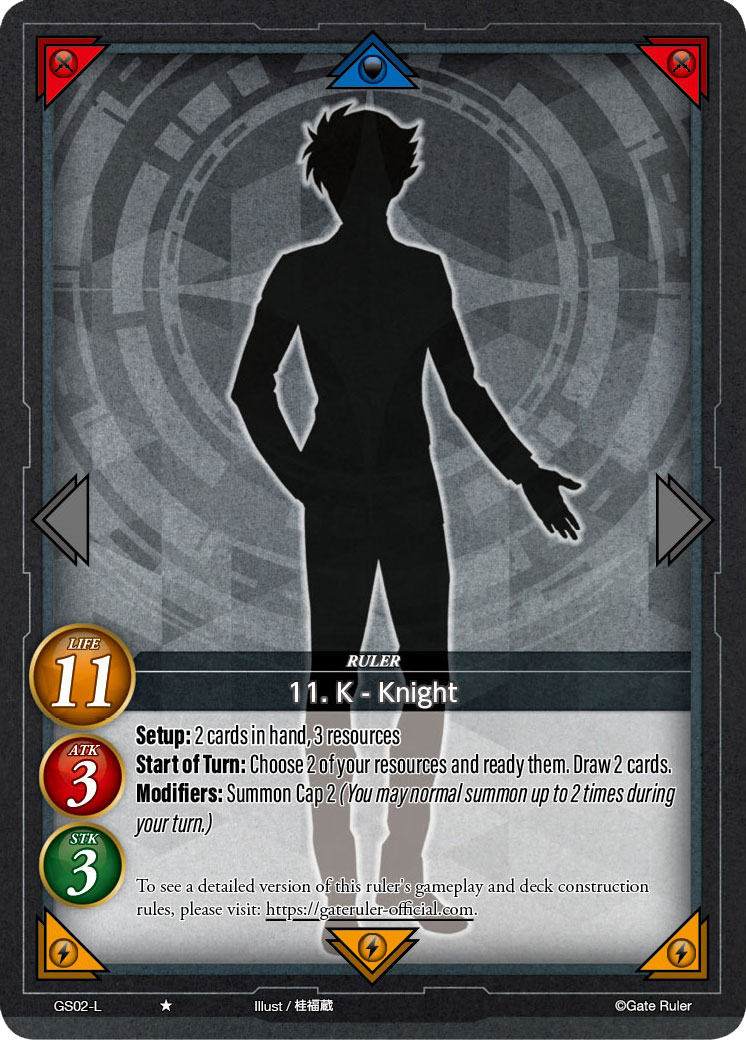 RULER
11. K - Knight
LIFE
11
ATK
3
STK
3
Setup: 2 cards in hand, 3 resources
Start of Turn: Choose 2 of your resources and ready them. Draw 2 cards.
Modifiers: Summon Cap 2 (You may normal summon up to 2 times during
your turn.)
To see a detailed version of this ruler's gameplay and deck construction
rules, please visit: https://gateruler-official.com.
GS02-L ★ Illust / 桂福蔵 ©Gate Ruler